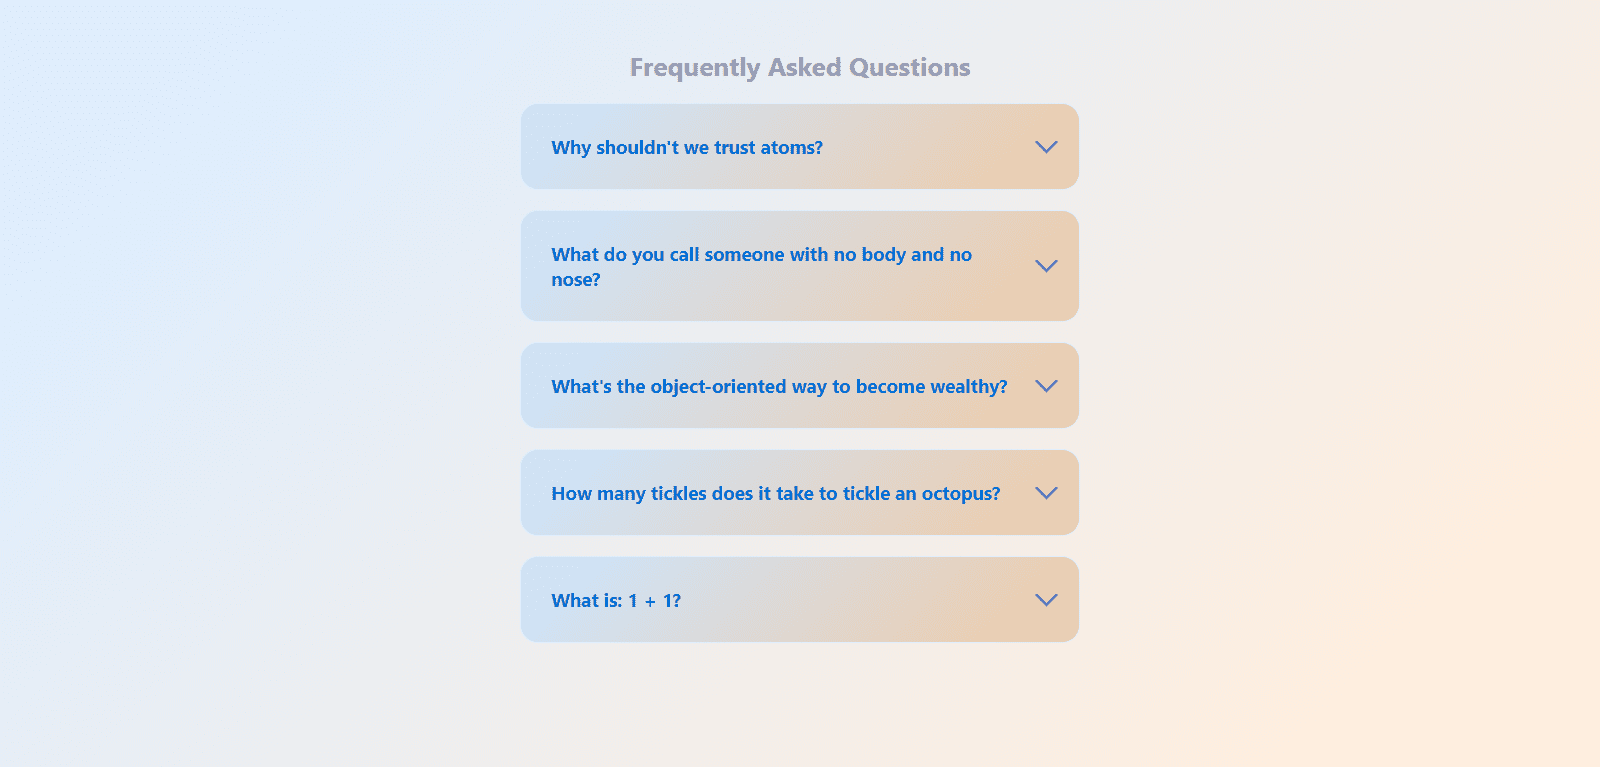 Frequently Asked Questions
Why shouldn't we trust atoms?
What do you call someone with no body and no
nose?
What's the object-oriented way to become wealthy?
How many tickles does it take to tickle an octopus?
What is: 1 + 1?